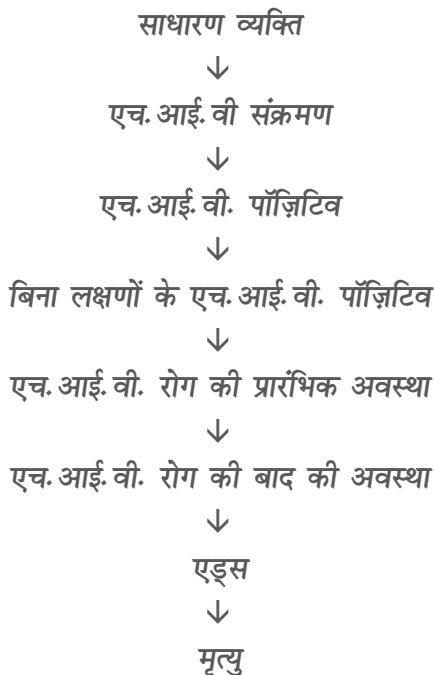 साधारण व्यक्ति
↓
एच. आई. वी संक्रमण
↓
एच. आई. वी. पॉज़िटिव
↓
बिना लक्षणों के एच. आई. वी. पॉज़िटिव
↓
एच. आई. वी. रोग की प्रारंभिक अवस्था
↓
एच. आई. वी. रोग की बाद की अवस्था
↓
एड्स
↓
मृत्यु